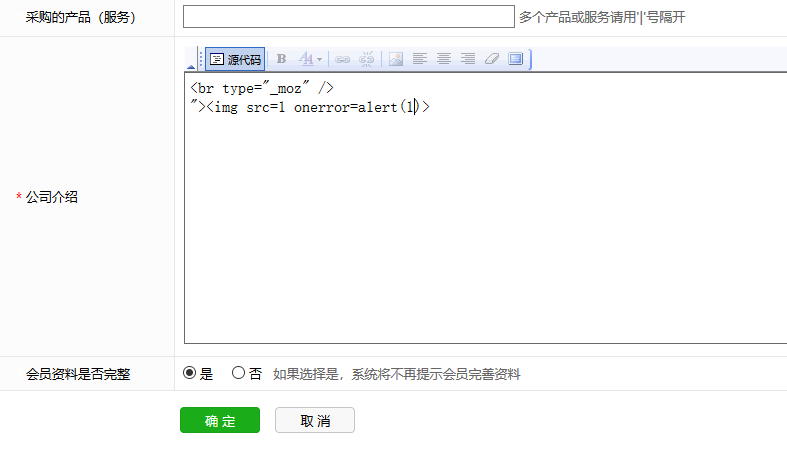 采购的产品（服务） 多个产品或服务请用'|'号隔开
源代码 B
<br type="_moz" />
"><img src=1 onerror=alert(1)>
* 公司介绍
会员资料是否完整 是 否 如果选择是，系统将不再提示会员完善资料
确 定 取 消